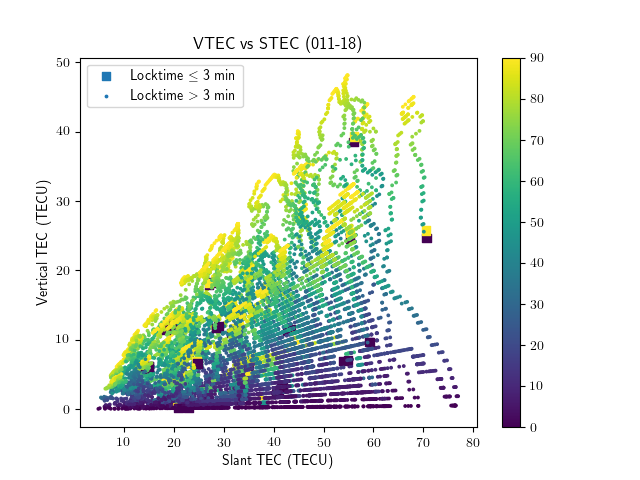 VTEC vs STEC (011-18)
Locktime ≤ 3 min
Locktime > 3 min
Vertical TEC (TECU)
50
40
30
20
10
0
10 20 30 40 50 60 70 80
Slant TEC (TECU)
90
80
70
60
50
40
30
20
10
0